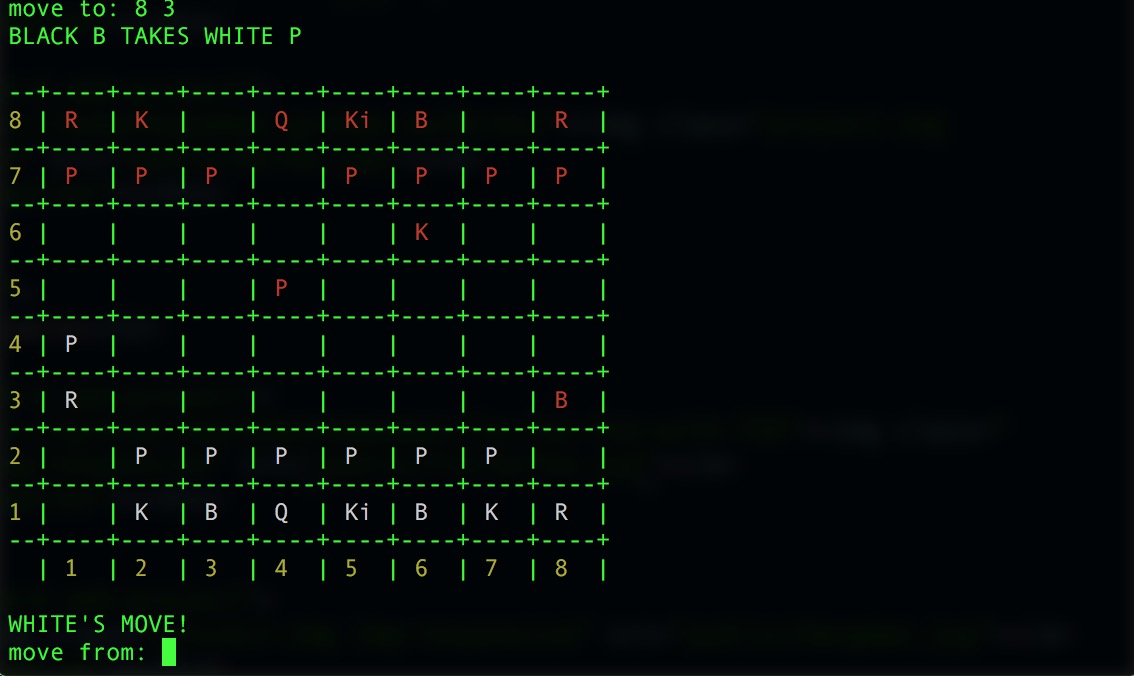 move to: 8 3
BLACK B TAKES WHITE P
--+----+----+----+----+----+----+----+----+
8 | R  | K  |    | Q  | Ki | B  |    | R  |
--+----+----+----+----+----+----+----+----+
7 | P  | P  | P  |    | P  | P  | P  | P  |
--+----+----+----+----+----+----+----+----+
6 |    |    |    |    |    | K  |    |    |
--+----+----+----+----+----+----+----+----+
5 |    |    |    | P  |    |    |    |    |
--+----+----+----+----+----+----+----+----+
4 | P  |    |    |    |    |    |    |    |
--+----+----+----+----+----+----+----+----+
3 | R  |    |    |    |    |    |    | B  |
--+----+----+----+----+----+----+----+----+
2 |    | P  | P  | P  | P  | P  | P  |    |
--+----+----+----+----+----+----+----+----+
1 |    | K  | B  | Q  | Ki | B  | K  | R  |
--+----+----+----+----+----+----+----+----+
  | 1  | 2  | 3  | 4  | 5  | 6  | 7  | 8  |
WHITE'S MOVE!
move from: